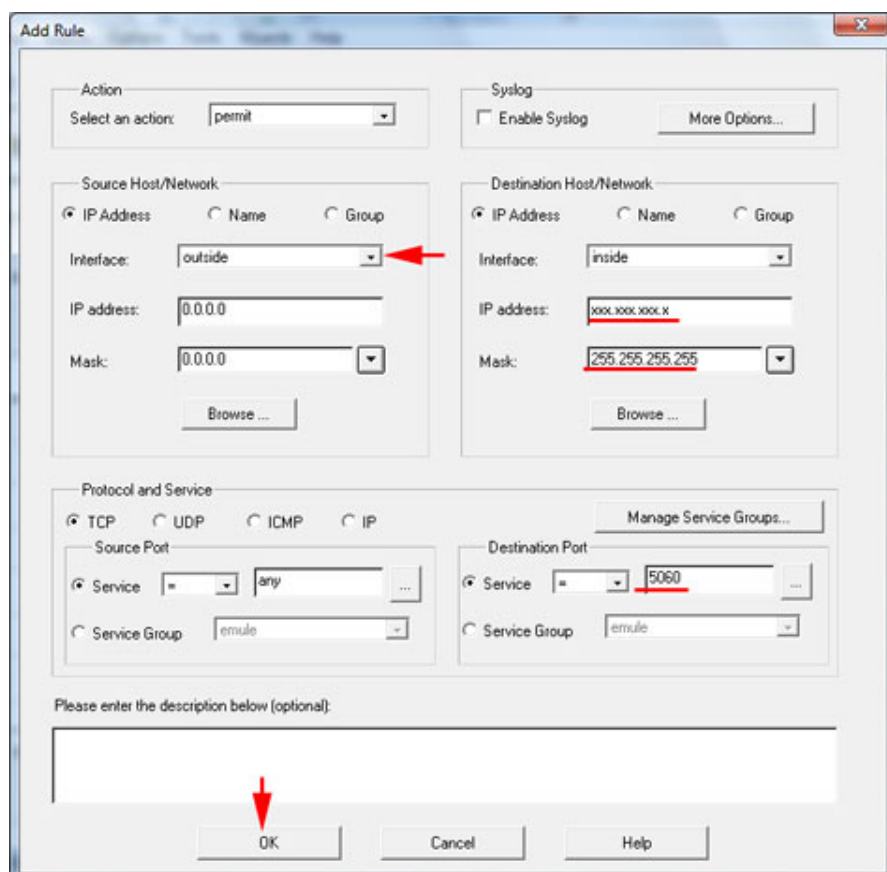 Add Rule
Action
Select an action: permit
Syslog
Enable Syslog More Options...
Source Host/Network
IP Address Name Group
Interface: outside
IP address: 0.0.0.0
Mask: 0.0.0.0
Browse ...
Destination Host/Network
IP Address Name Group
Interface: inside
IP address: xxx.xxx.xxx.x
Mask: 255.255.255.255
Browse ...
Protocol and Service
TCP UDP ICMP IP Manage Service Groups...
Source Port
Service = any ...
Service Group emule
Destination Port
Service = 5060 ...
Service Group emule
Please enter the description below (optional):
OK Cancel Help